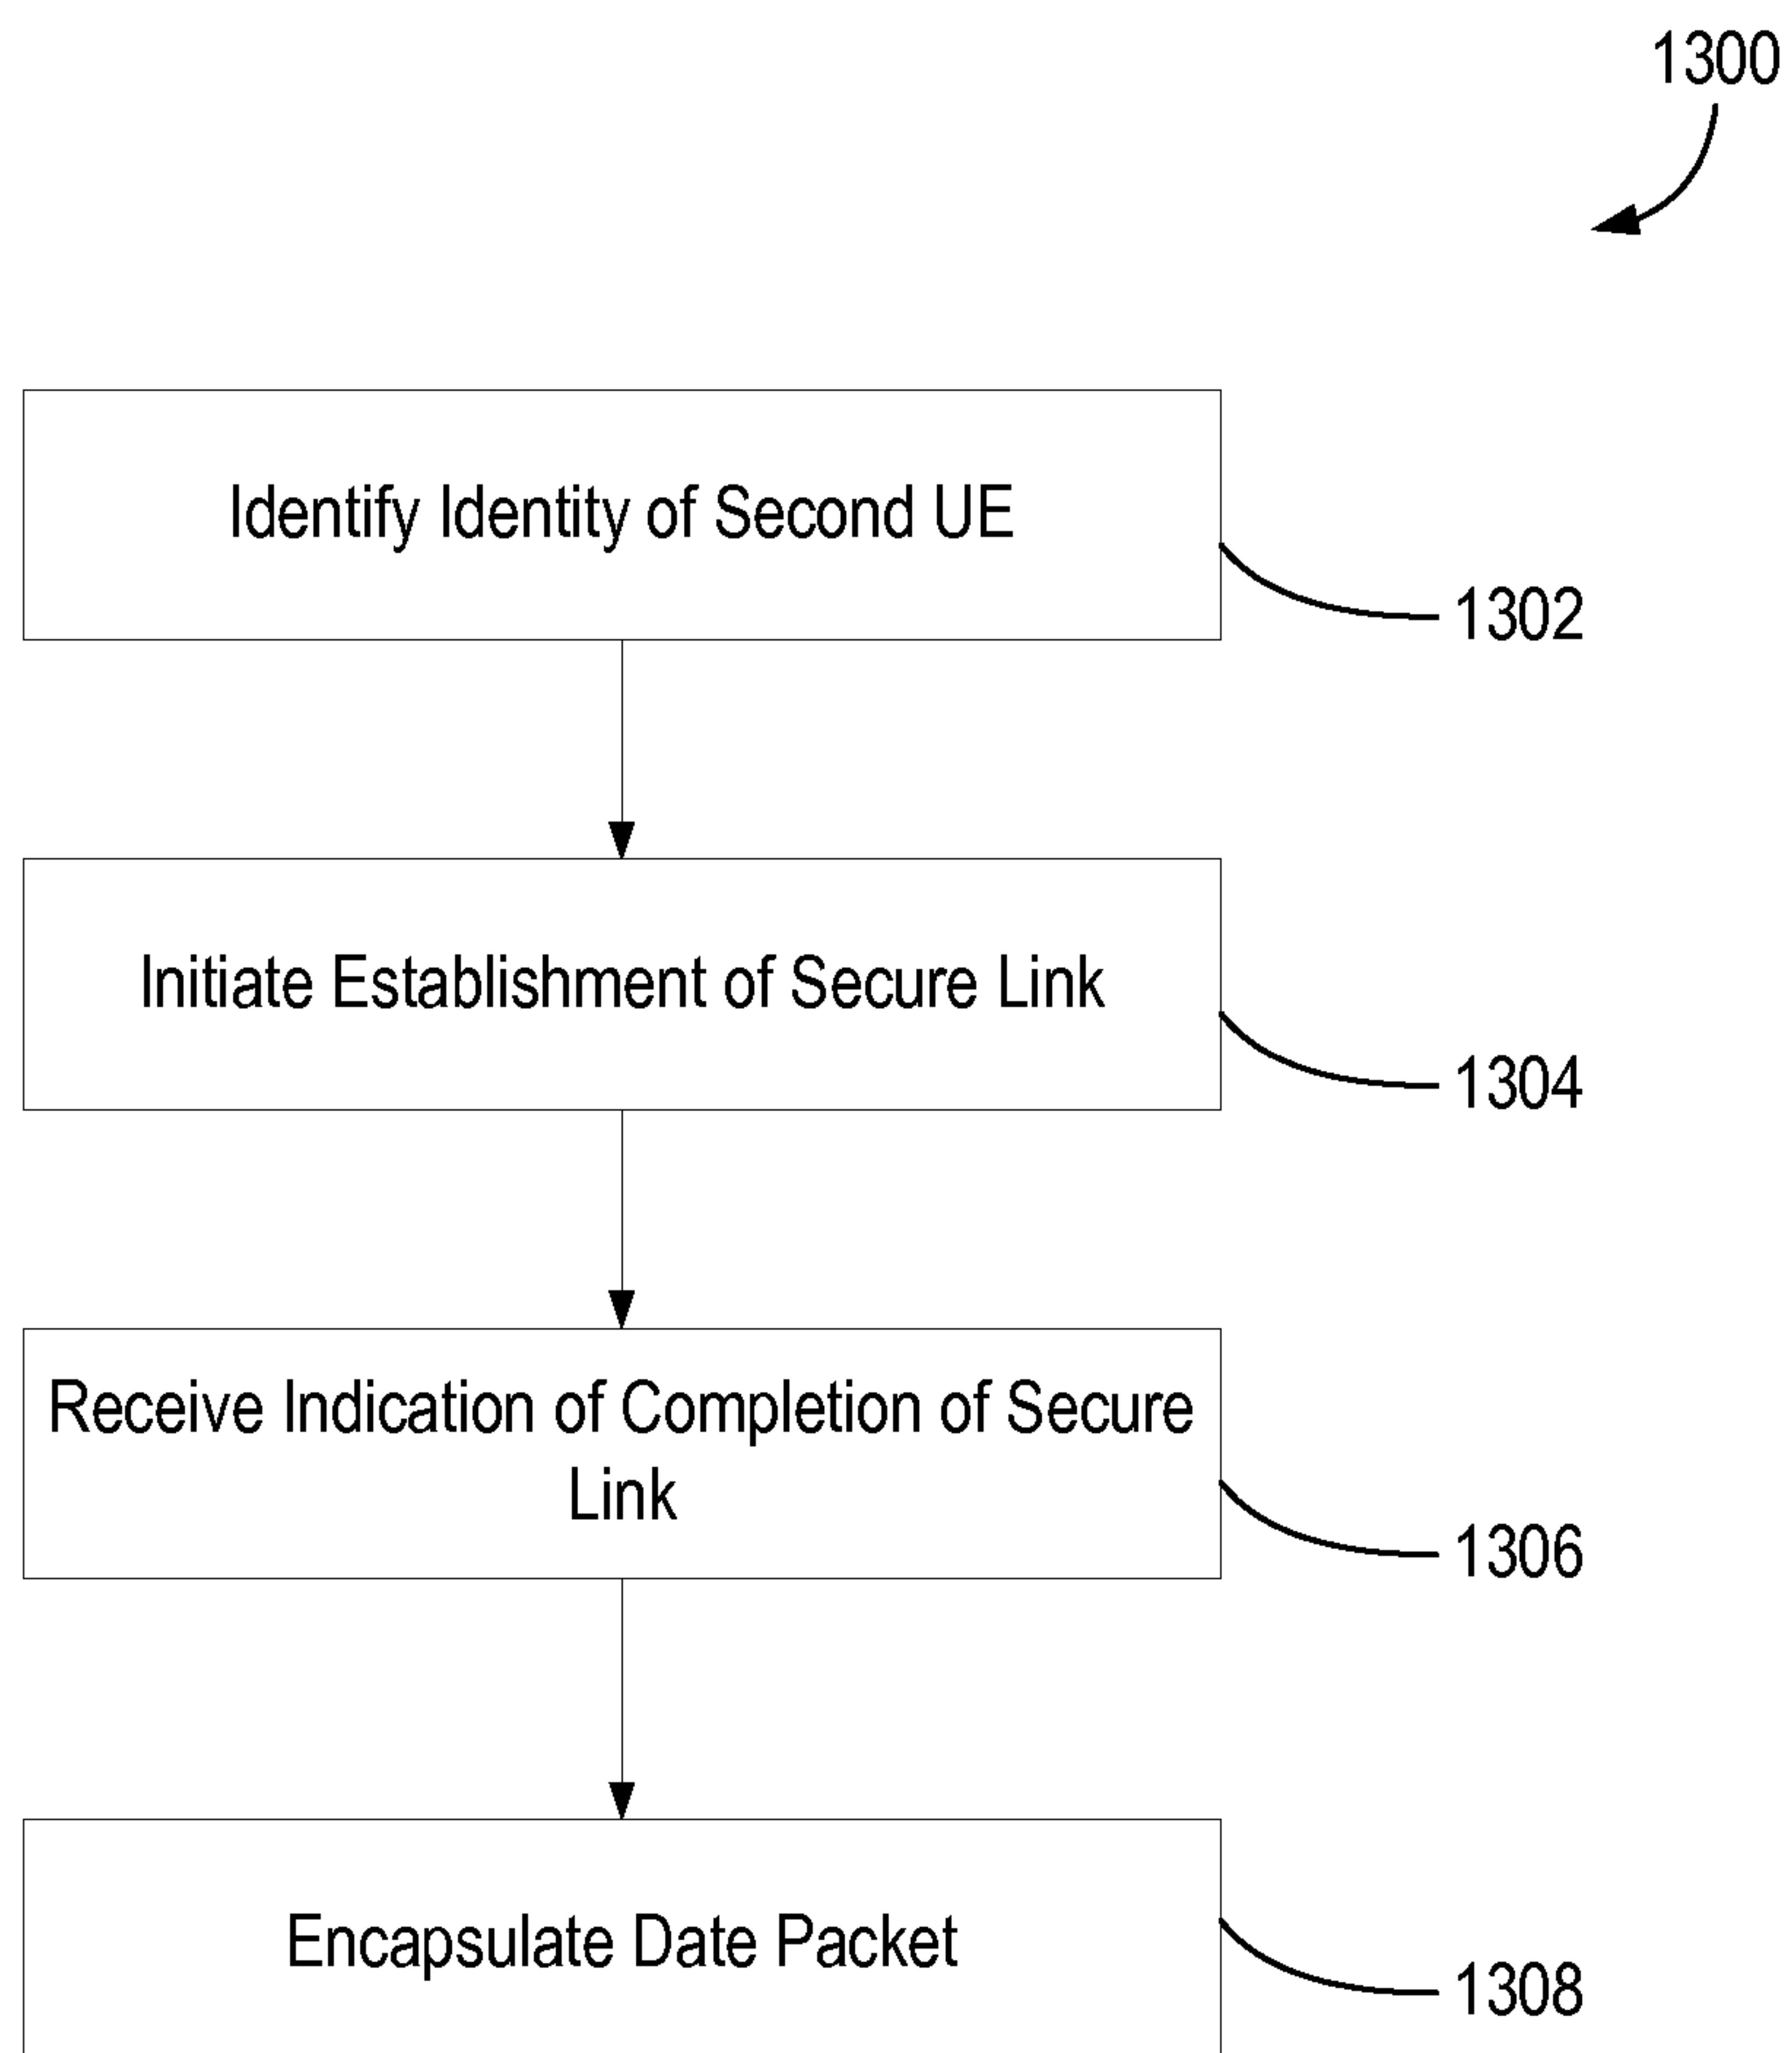 1300
Identify Identity of Second UE
1302
Initiate Establishment of Secure Link
1304
Receive Indication of Completion of Secure
Link
1306
Encapsulate Date Packet
1308